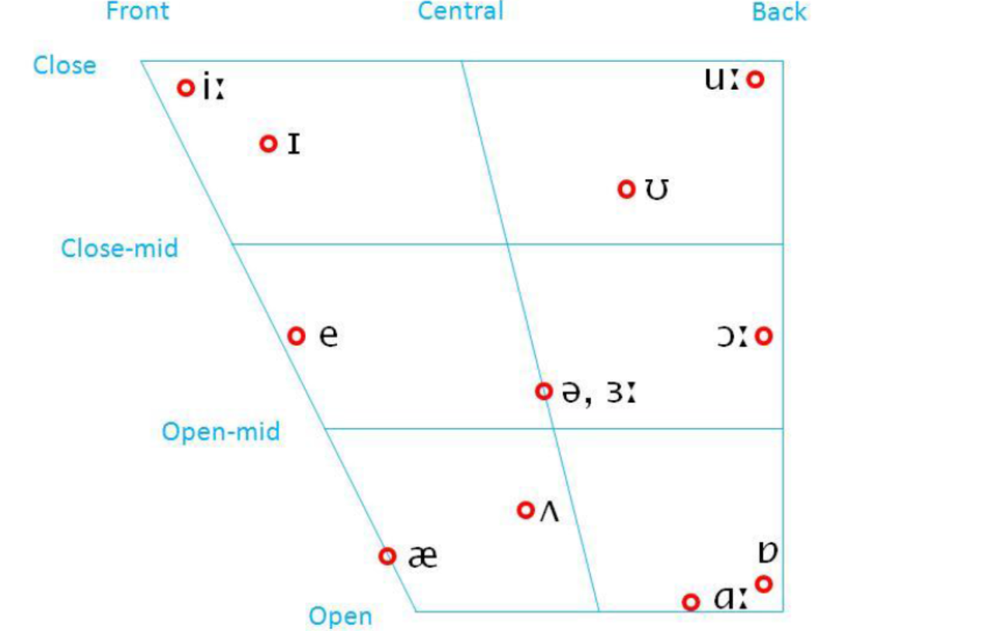 Front Central Back
Close
iː uː
ɪ
ʊ
Close-mid
e ɔː
ə, ɜː
Open-mid
ʌ
æ ɒ
ɑː
Open